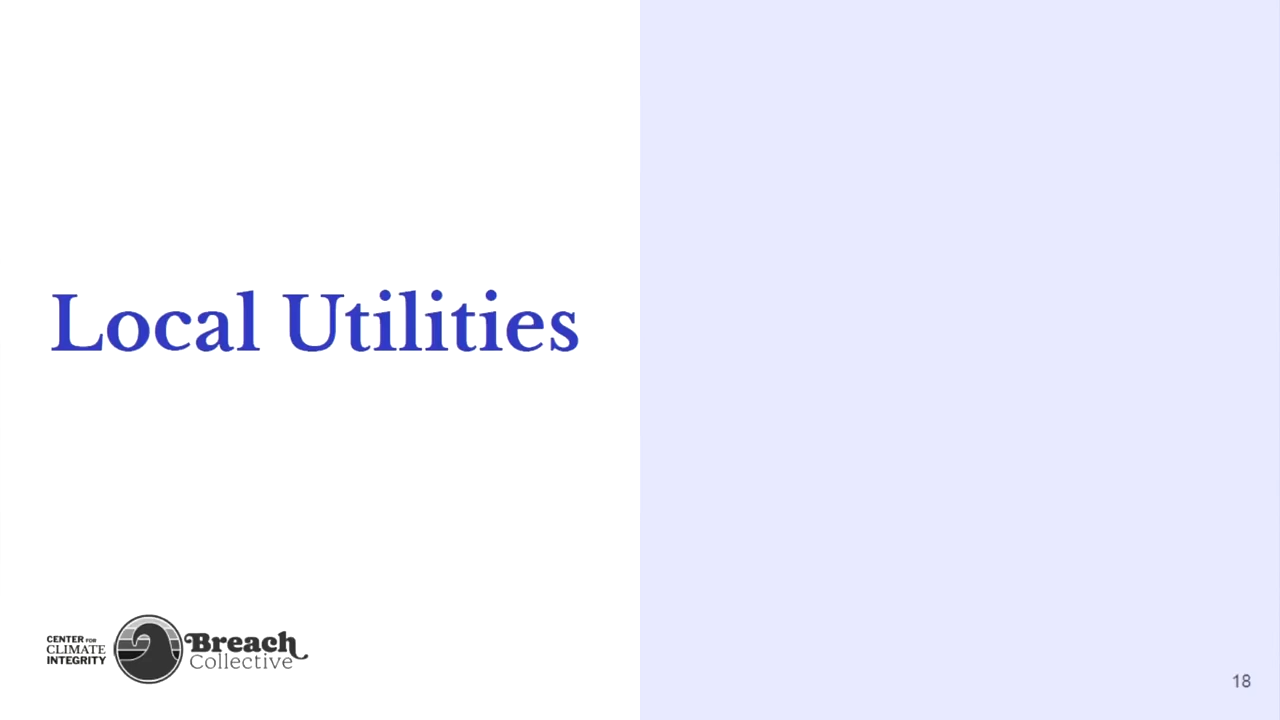 Local Utilities
CENTER FOR
CLIMATE
INTEGRITY
Breach
Collective
18